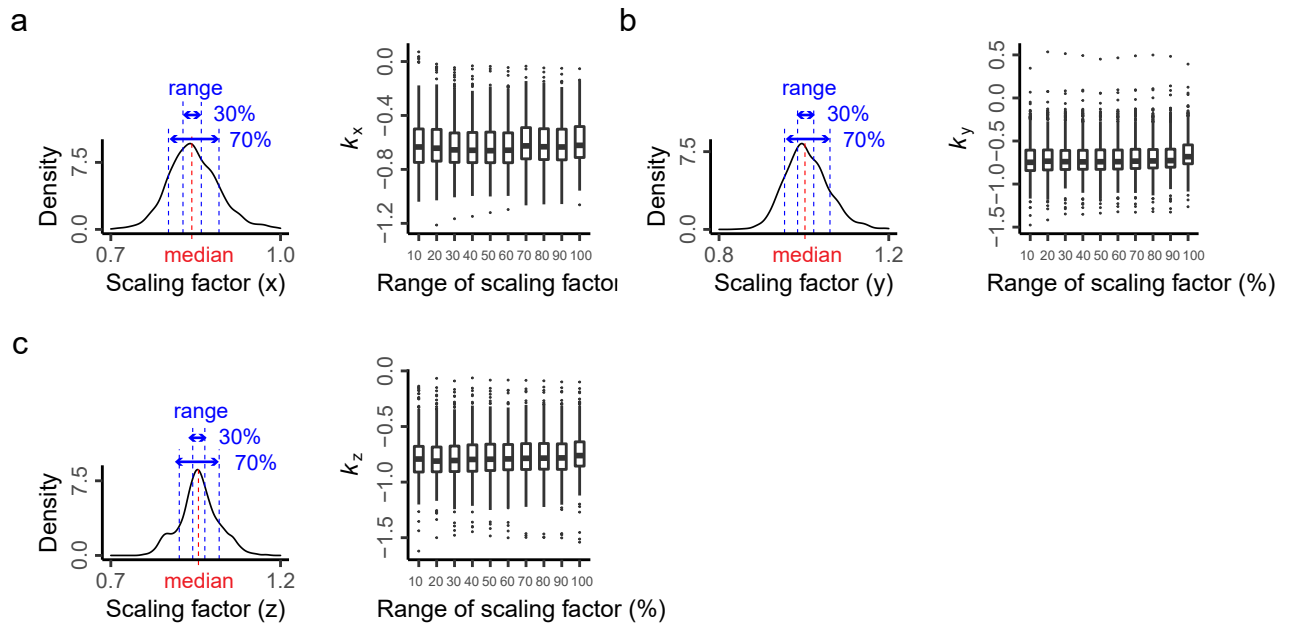 a
range
30%
70%
Density
7.5
0.0
0.7
median
1.0
Scaling factor (x)
kx
0.0
−0.4
−0.8
−1.2
10 20 30 40 50 60 70 80 90 100
Range of scaling factor
b
range
30%
70%
Density
7.5
0.0
0.8
median
1.2
Scaling factor (y)
ky
0.5
0.0
−0.5
−1.0
−1.5
10 20 30 40 50 60 70 80 90 100
Range of scaling factor (%)
c
range
30%
70%
Density
7.5
0.0
0.7
median
1.2
Scaling factor (z)
kz
0.0
−0.5
−1.0
−1.5
10 20 30 40 50 60 70 80 90 100
Range of scaling factor (%)